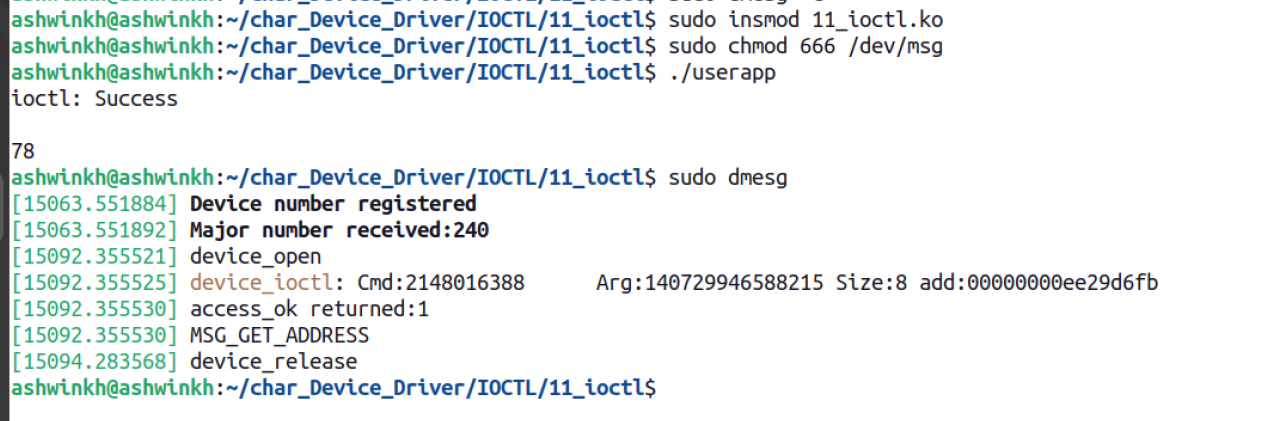 ashwinkh@ashwinkh:~/char_Device_Driver/IOCTL/11_ioctl$ sudo insmod 11_ioctl.ko
ashwinkh@ashwinkh:~/char_Device_Driver/IOCTL/11_ioctl$ sudo chmod 666 /dev/msg
ashwinkh@ashwinkh:~/char_Device_Driver/IOCTL/11_ioctl$ ./userapp
ioctl: Success
78
ashwinkh@ashwinkh:~/char_Device_Driver/IOCTL/11_ioctl$ sudo dmesg
[15063.551884] Device number registered
[15063.551892] Major number received:240
[15092.355521] device_open
[15092.355525] device_ioctl: Cmd:2148016388 Arg:140729946588215 Size:8 add:00000000ee29d6fb
[15092.355530] access_ok returned:1
[15092.355530] MSG_GET_ADDRESS
[15094.283568] device_release
ashwinkh@ashwinkh:~/char_Device_Driver/IOCTL/11_ioctl$